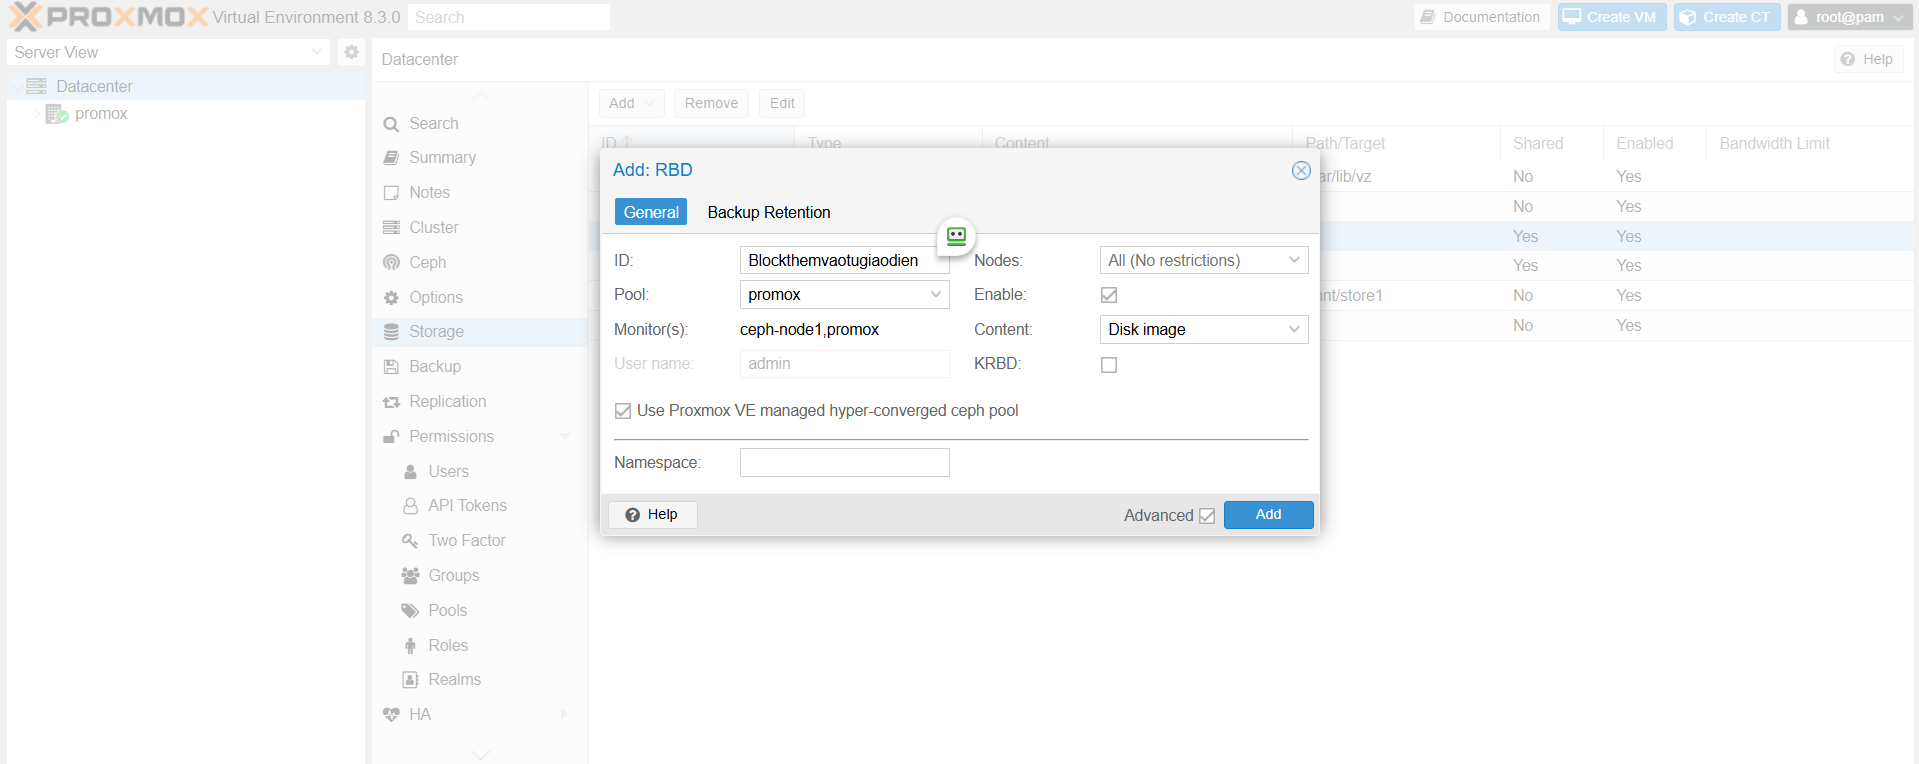 PROXMOX Virtual Environment 8.3.0 Search Documentation Create VM Create CT root@pam
Server View
Datacenter Help
Datacenter
promox
Search
Summary
Notes
Cluster
Ceph
Options
Storage
Backup
Replication
Permissions
Users
API Tokens
Two Factor
Groups
Pools
Roles
Realms
HA
Add Remove Edit
ID Type Content Path/Target Shared Enabled Bandwidth Limit
ar/lib/vz No Yes
No Yes
Yes Yes
Yes Yes
nt/store1 No Yes
No Yes
Add: RBD
General Backup Retention
ID: Blockthemvaotugiaodien Nodes: All (No restrictions)
Pool: promox Enable:
Monitor(s): ceph-node1,promox Content: Disk image
User name: admin KRBD:
Use Proxmox VE managed hyper-converged ceph pool
Namespace:
Help Advanced Add